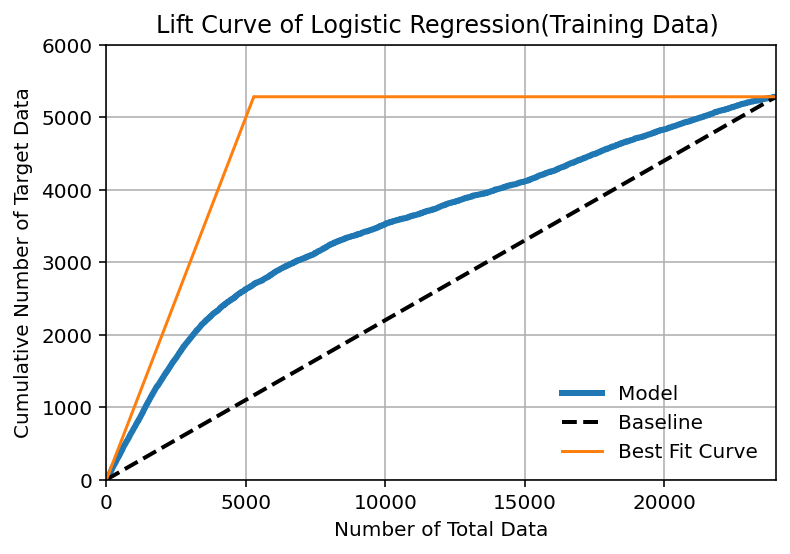 Lift Curve of Logistic Regression(Training Data)
6000
5000
4000
3000
2000
1000
0
Cumulative Number of Target Data
Model
Baseline
Best Fit Curve
0 5000 10000 15000 20000
Number of Total Data